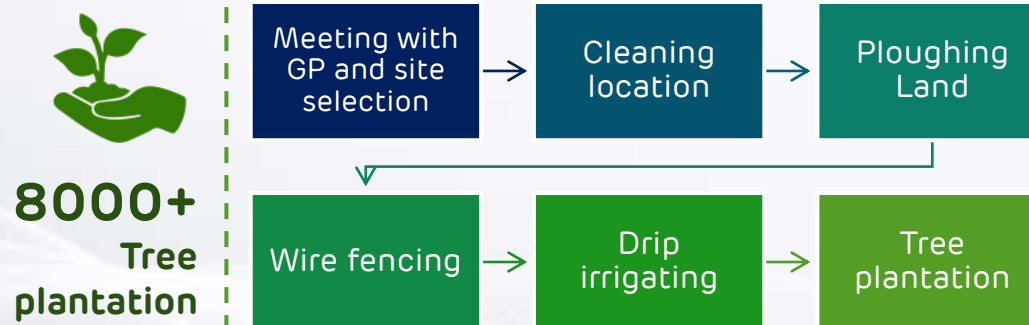 8000+
Tree
plantation
Meeting with
GP and site
selection
Cleaning
location
Ploughing
Land
Wire fencing
Drip
irrigating
Tree
plantation